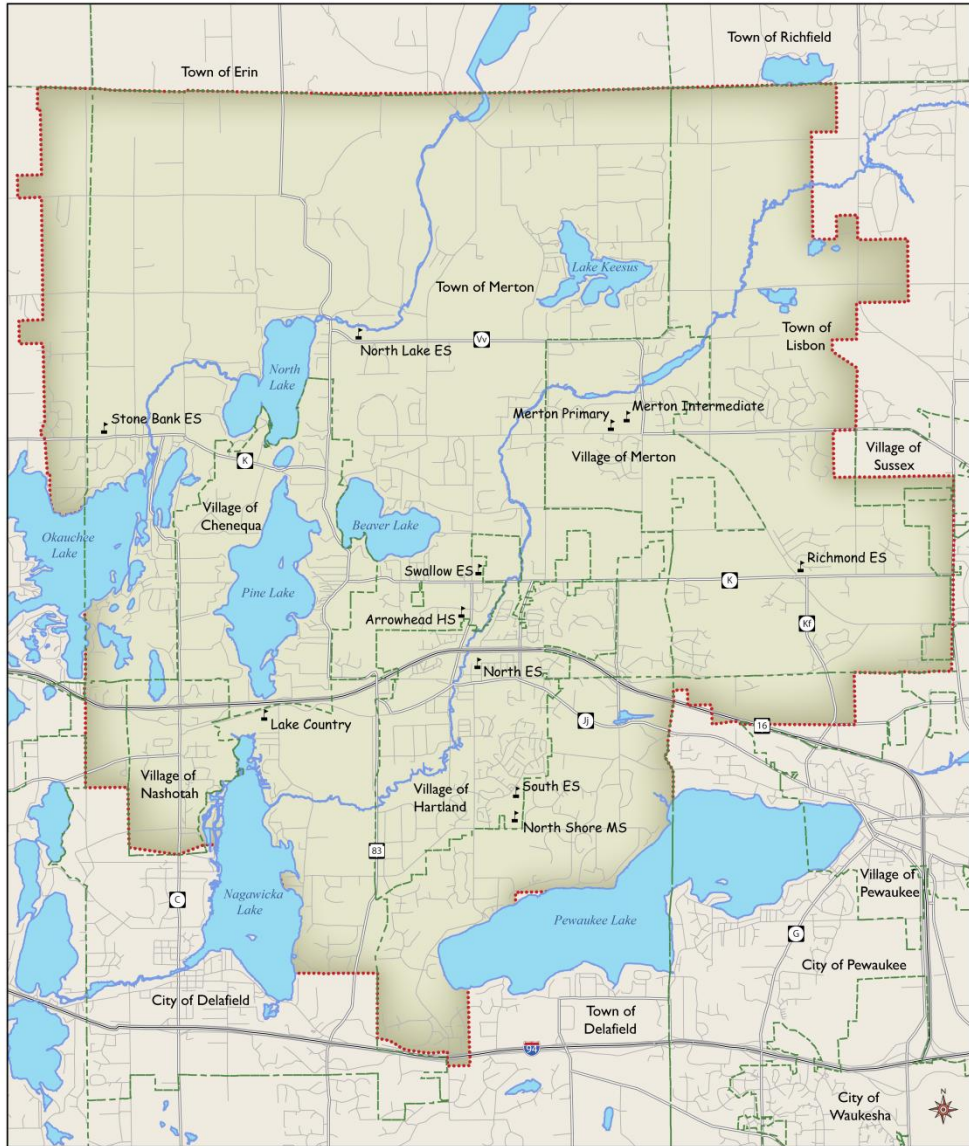 Town of Richfield
Town of Erin
Lake Keesus
Town of Merton
Town of
Lisbon
North Lake ES
Vv
North
Lake
Stone Bank ES
Merton Primary
Merton Intermediate
Village of Merton
Village of
Sussex
K
Village of
Chenequa
Okauchee
Lake
Beaver Lake
Pine Lake
Swallow ES
Richmond ES
K
Arrowhead HS
Kf
North ES
Lake Country
Jj
16
Village of
Nashotah
Village of
Hartland
South ES
North Shore MS
83
Nagawicka
Lake
C
Pewaukee Lake
Village of
Pewaukee
G
City of Pewaukee
City of Delafield
Town of
Delafield
94
City of
Waukesha
N